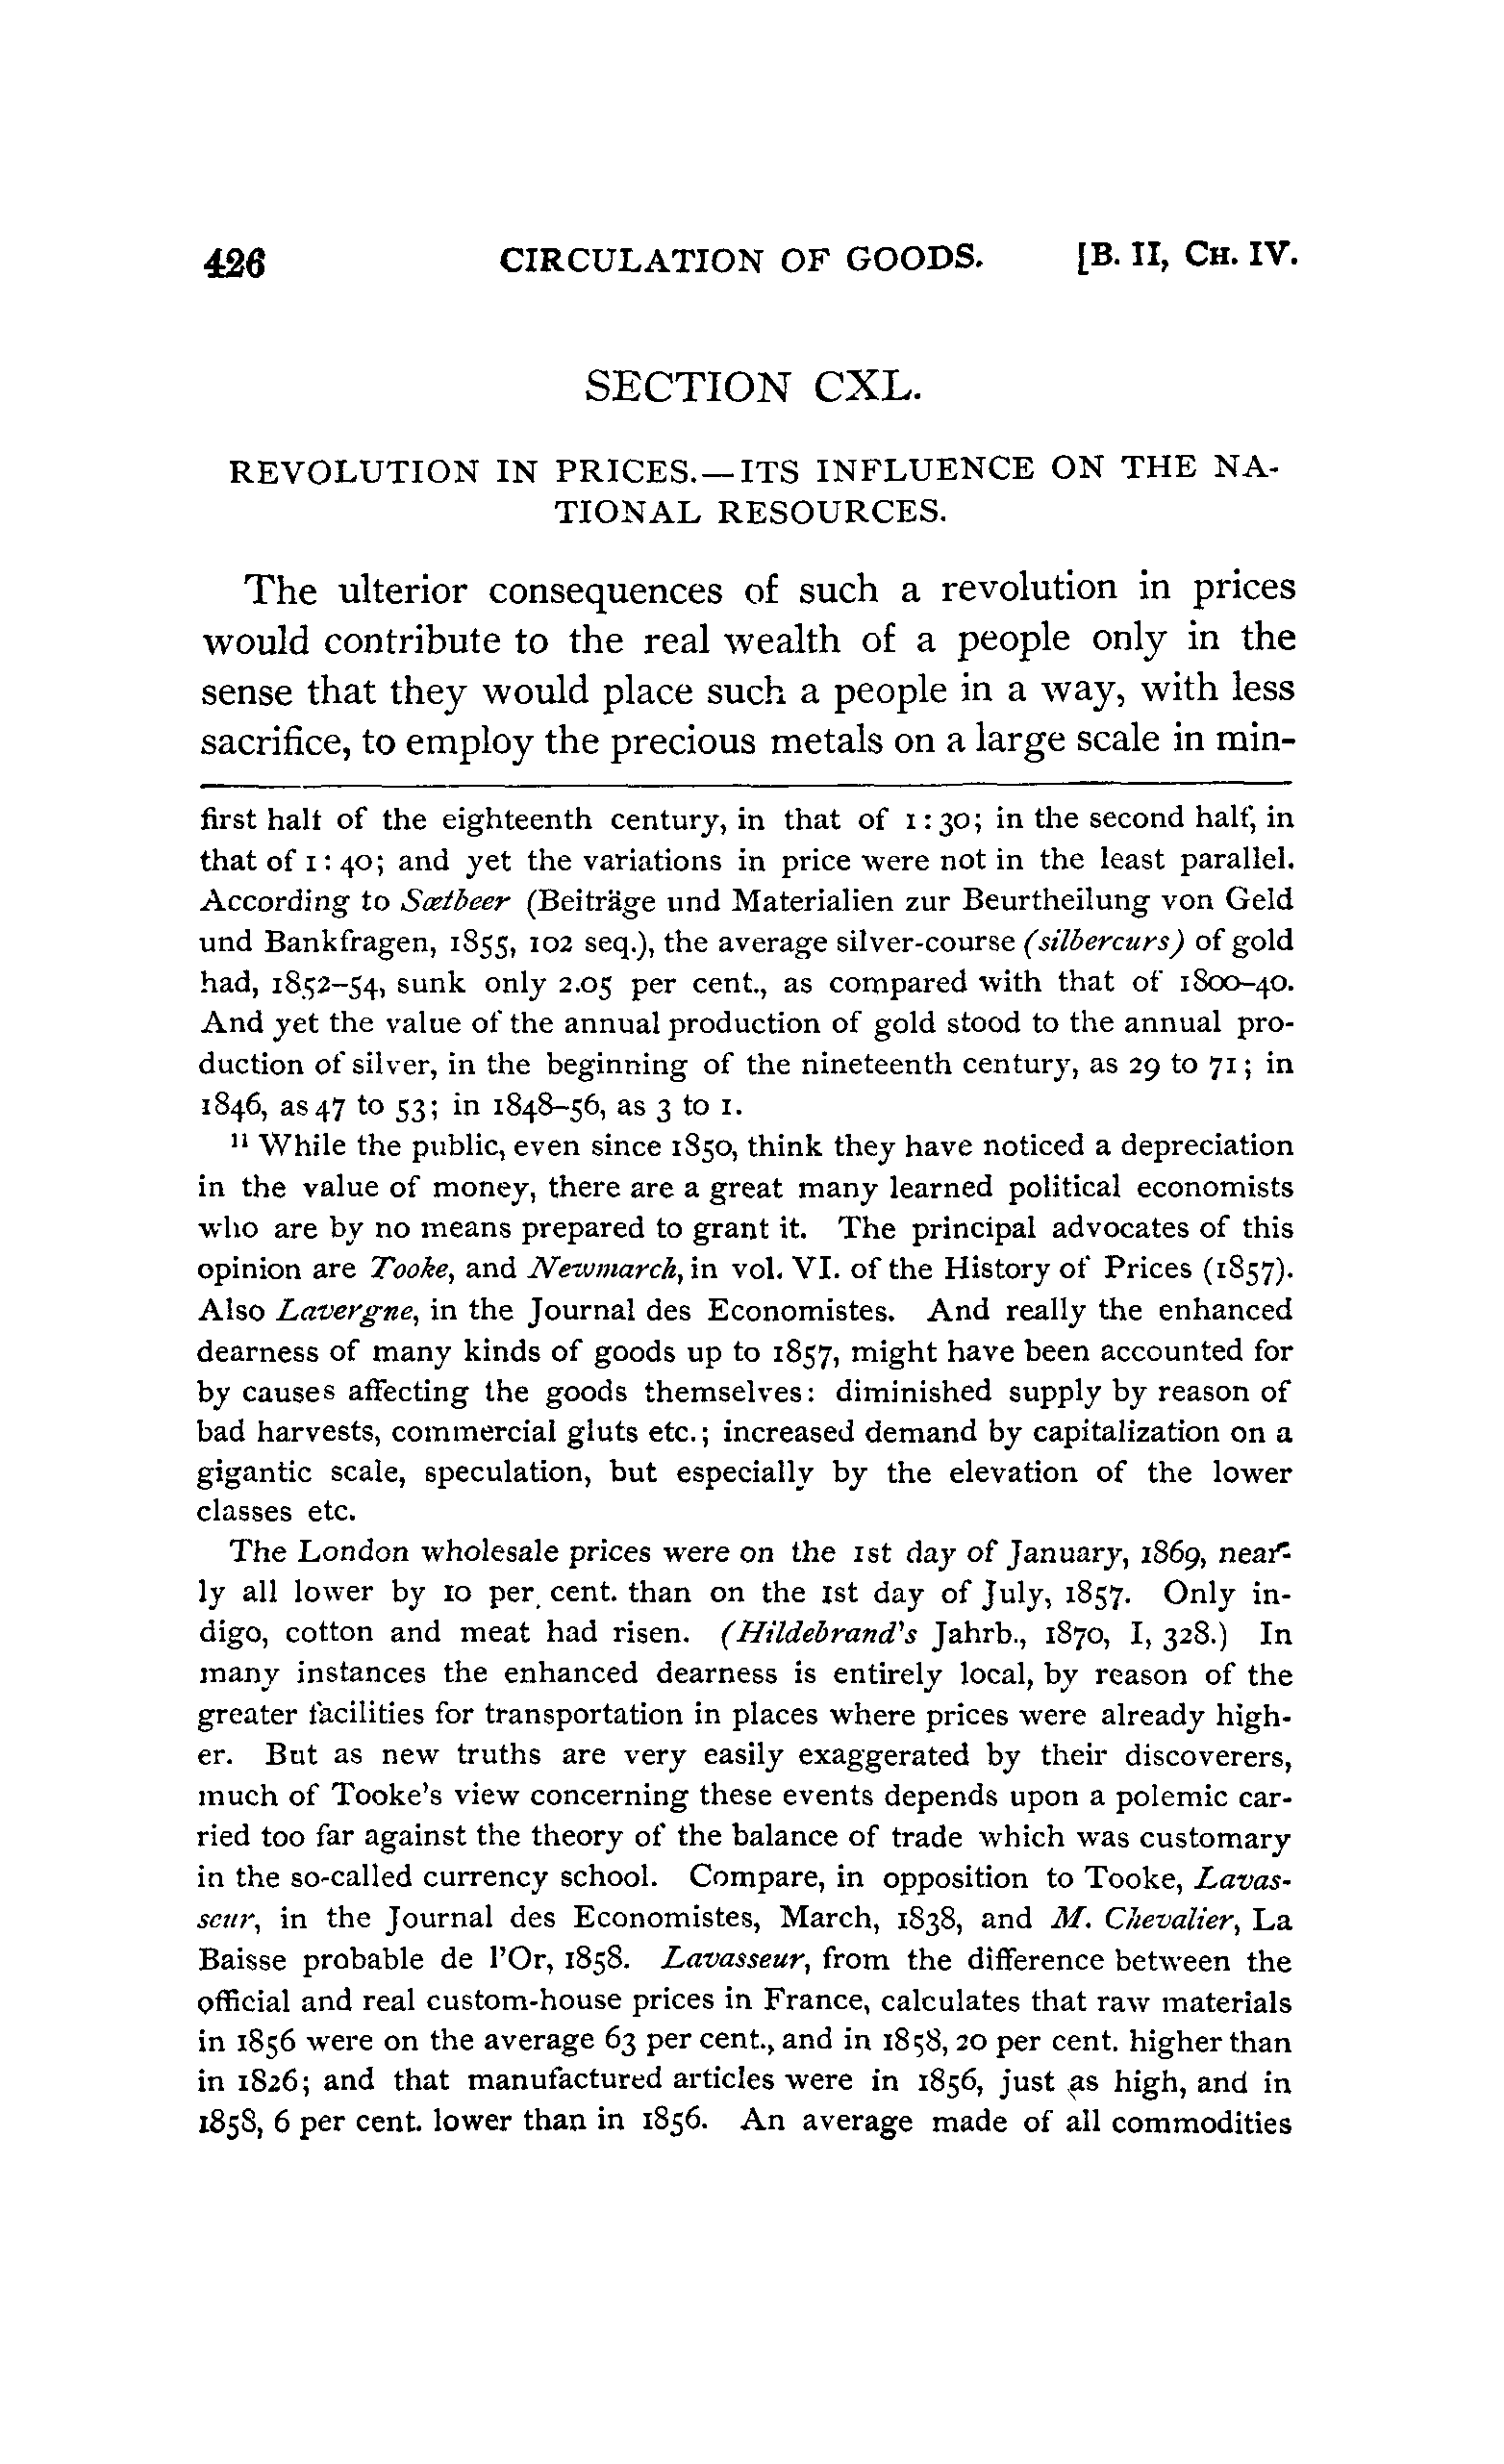 426 CIRCULATION OF GOODS. [B. II, CH. IV.
SECTION CXL.
REVOLUTION IN PRICES.—ITS INFLUENCE ON THE NA-
TIONAL RESOURCES.
The ulterior consequences of such a revolution in prices
would contribute to the real wealth of a people only in the
sense that they would place such a people in a way, with less
sacrifice, to employ the precious metals on a large scale in min-
first half of the eighteenth century, in that of 1:30; in the second half, in
that of 1:40; and yet the variations in price were not in the least parallel.
According to Sœtbeer (Beiträge und Materialien zur Beurtheilung von Geld
und Bankfragen, 1855, 102 seq.), the average silver-course (silbercurs) of gold
had, 1852–54, sunk only 2.05 per cent., as compared with that of 1800–40.
And yet the value of the annual production of gold stood to the annual pro-
duction of silver, in the beginning of the nineteenth century, as 29 to 71; in
1846, as 47 to 53; in 1848–56, as 3 to 1.
¹¹ While the public, even since 1850, think they have noticed a depreciation
in the value of money, there are a great many learned political economists
who are by no means prepared to grant it. The principal advocates of this
opinion are Tooke, and Newmarch, in vol. VI. of the History of Prices (1857).
Also Lavergne, in the Journal des Economistes. And really the enhanced
dearness of many kinds of goods up to 1857, might have been accounted for
by causes affecting the goods themselves: diminished supply by reason of
bad harvests, commercial gluts etc.; increased demand by capitalization on a
gigantic scale, speculation, but especially by the elevation of the lower
classes etc.
The London wholesale prices were on the 1st day of January, 1869, near-
ly all lower by 10 per cent. than on the 1st day of July, 1857. Only in-
digo, cotton and meat had risen. (Hildebrand's Jahrb., 1870, I, 328.) In
many instances the enhanced dearness is entirely local, by reason of the
greater facilities for transportation in places where prices were already high-
er. But as new truths are very easily exaggerated by their discoverers,
much of Tooke's view concerning these events depends upon a polemic car-
ried too far against the theory of the balance of trade which was customary
in the so-called currency school. Compare, in opposition to Tooke, Lavas-
seur, in the Journal des Economistes, March, 1838, and M. Chevalier, La
Baisse probable de l'Or, 1858. Lavasseur, from the difference between the
official and real custom-house prices in France, calculates that raw materials
in 1856 were on the average 63 per cent., and in 1858, 20 per cent. higher than
in 1826; and that manufactured articles were in 1856, just as high, and in
1858, 6 per cent. lower than in 1856. An average made of all commodities